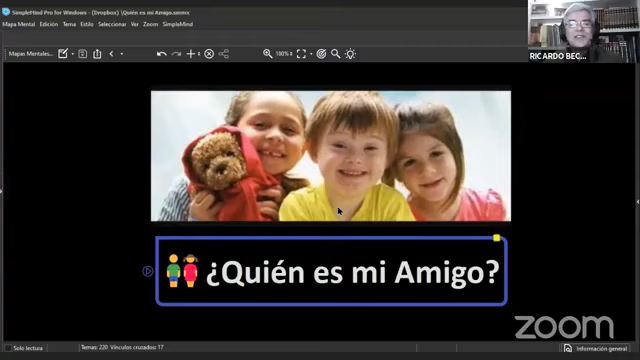 SimpleMind Pro for Windows - [Dropbox] \Quién es mi Amigo.smmx
Mapa Mental Edición Tema Estilo Seleccionar Ver Zoom SimpleMind
Mapas Mentales...
180%
RICARDO BEC...
¿Quién es mi Amigo?
zoom
Solo lectura Temas: 220 Vínculos cruzados: 17 Información general